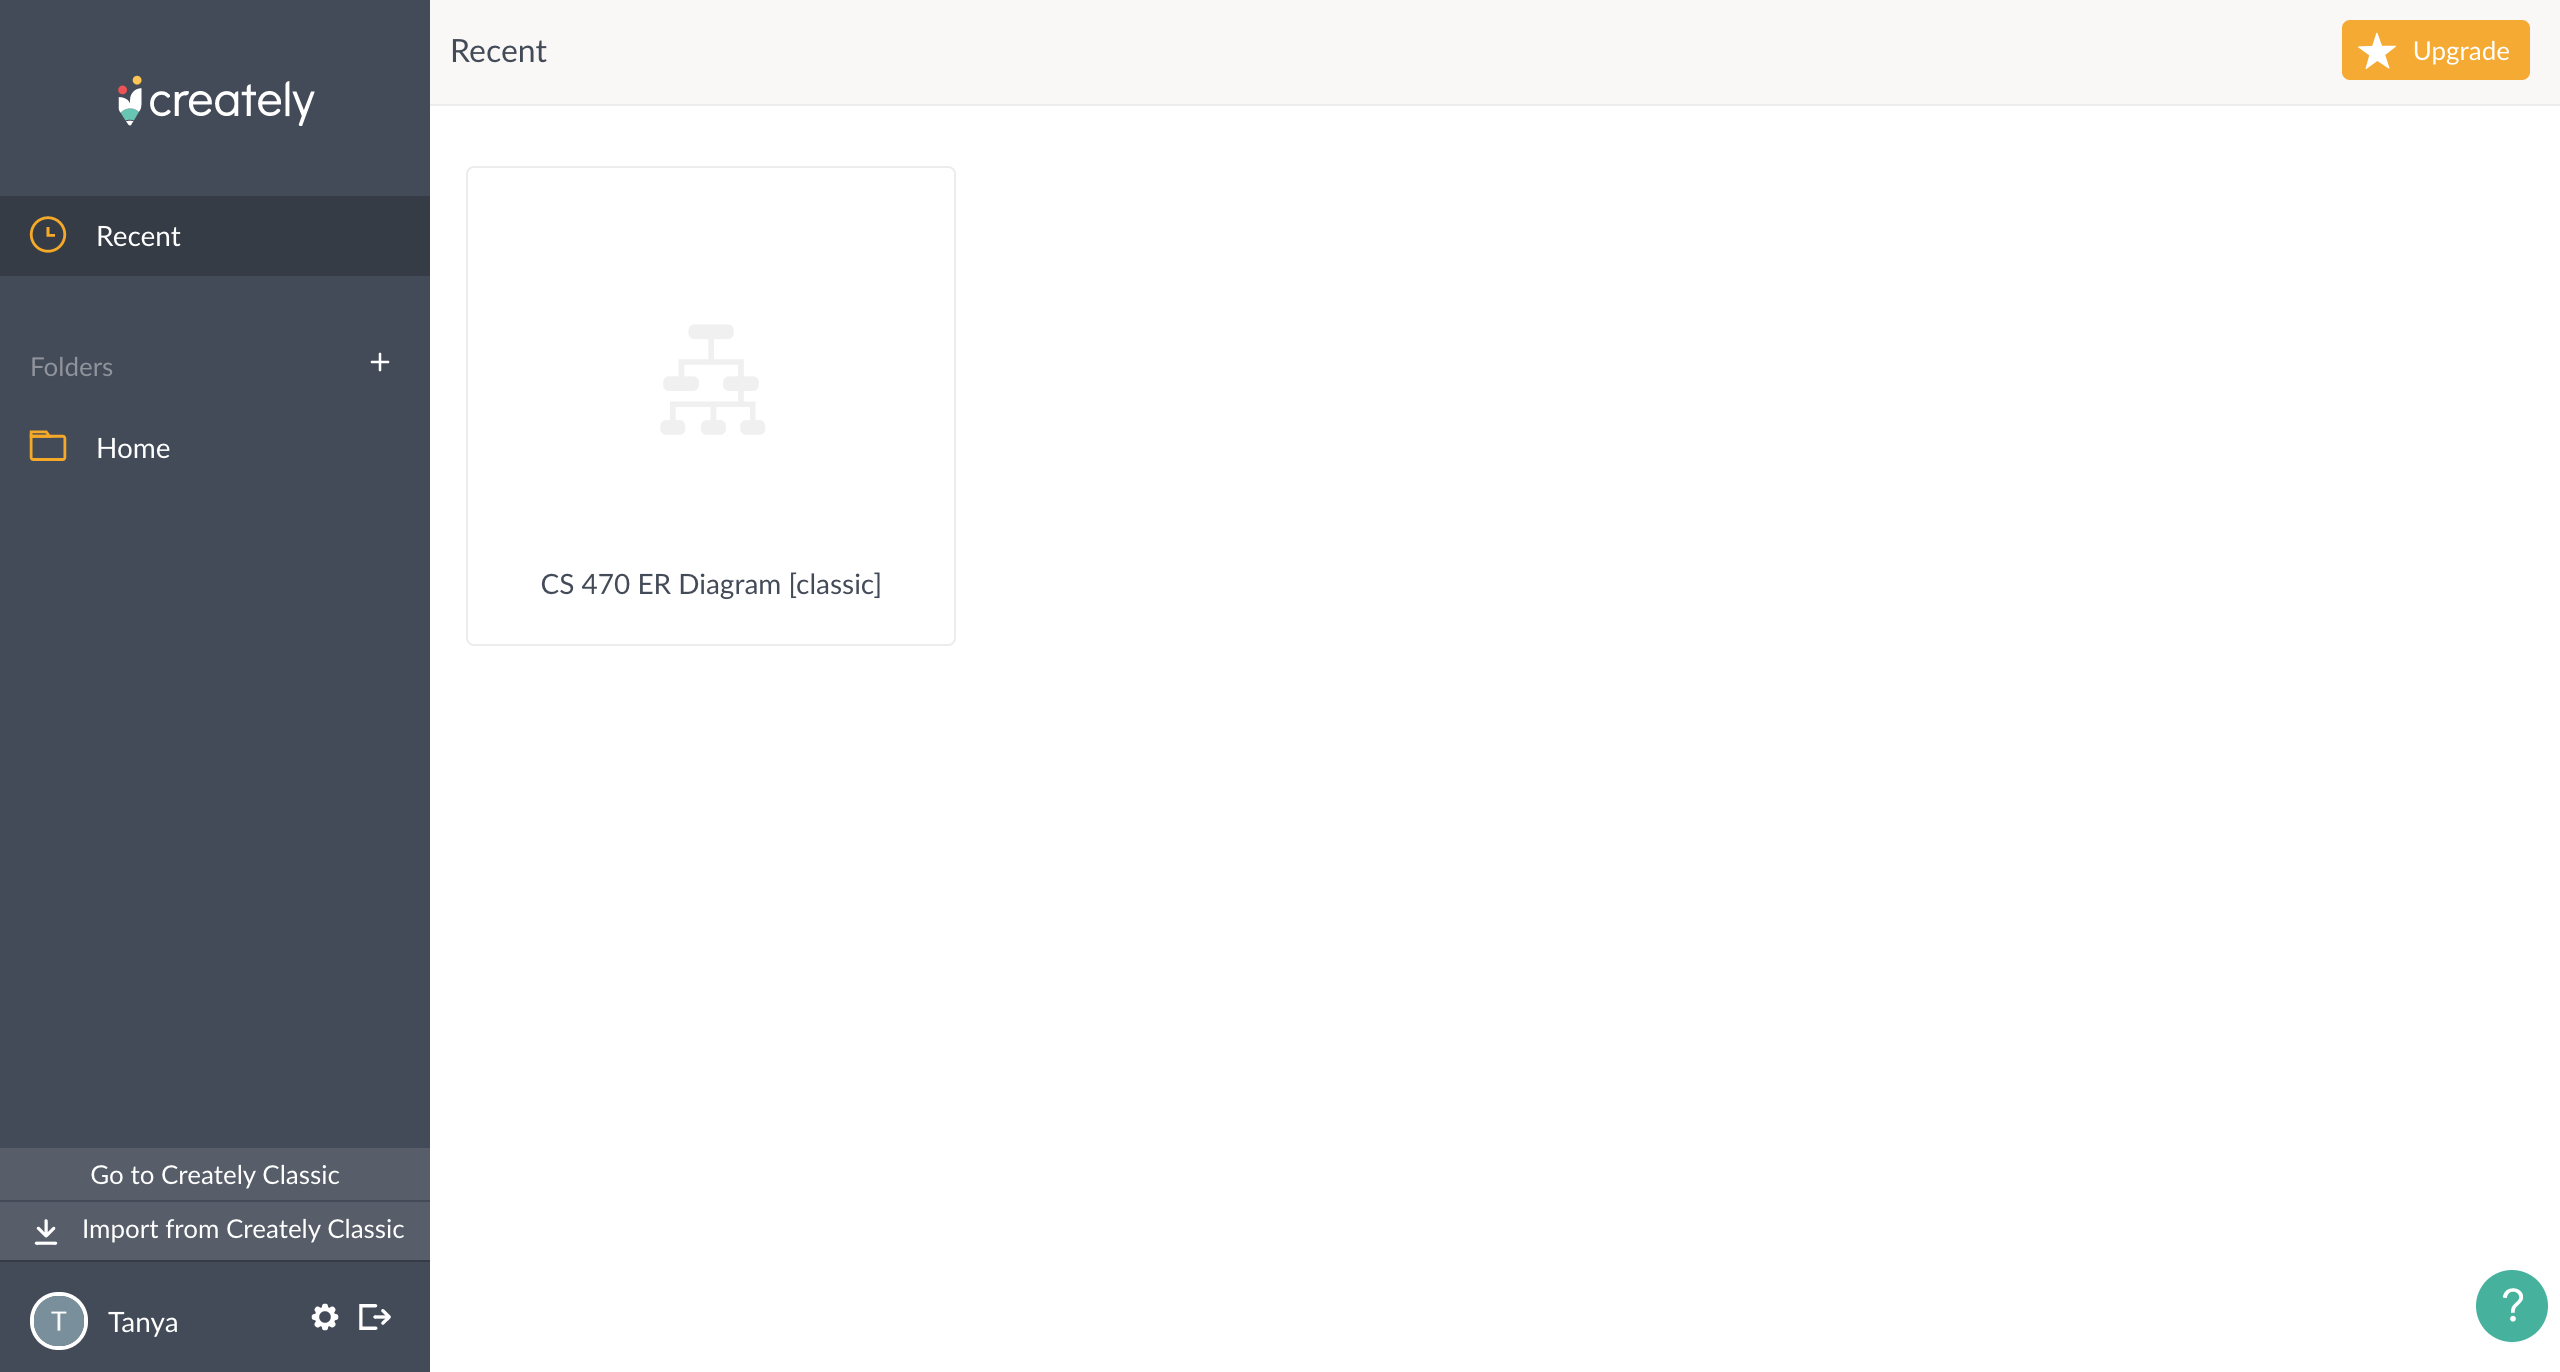 creately
Recent
Folders
+
Home
Go to Creately Classic
Import from Creately Classic
T
Tanya
Recent
Upgrade
CS 470 ER Diagram [classic]
?